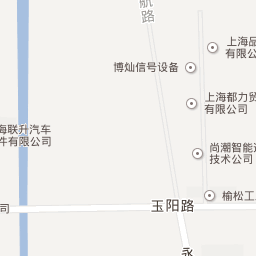 航路
上海品
有限公
博灿信号设备
上海都力贸
有限公司
海联升汽车
件有限公司
尚潮智能
技术公司
榆松工
司
玉阳路
永